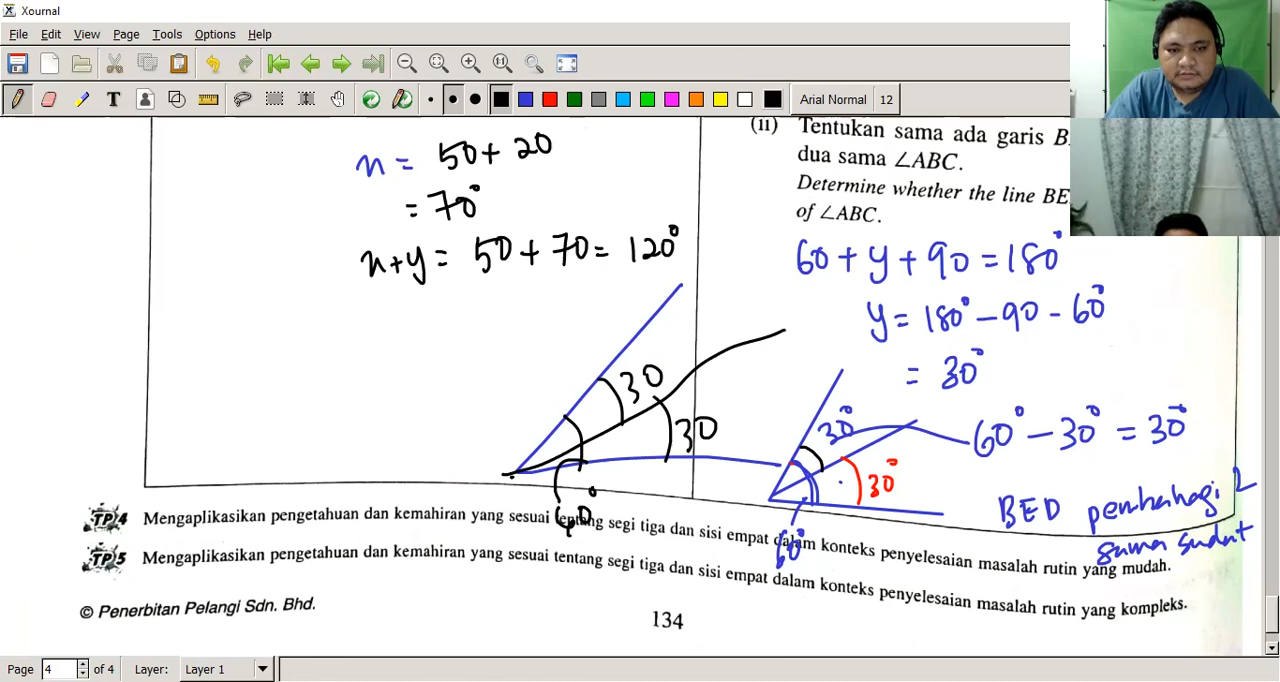 Xournal
File Edit View Page Tools Options Help
T
Arial Normal 12
(ii) Tentukan sama ada garis B
dua sama ∠ABC.
Determine whether the line BE
of ∠ABC.
n = 50 + 20
= 70°
n+y = 50 + 70 = 120°
60 + y + 90 = 180°
y = 180° - 90 - 60°
= 30°
60° - 30° = 30°
BED pembahagi 2
sama sudut
30
30
60°
30°
30°
60°
TP 4 Mengaplikasikan pengetahuan dan kemahiran yang sesuai tentang segi tiga dan sisi empat dalam konteks penyelesaian masalah rutin yang mudah.
TP 5 Mengaplikasikan pengetahuan dan kemahiran yang sesuai tentang segi tiga dan sisi empat dalam konteks penyelesaian masalah rutin yang kompleks.
© Penerbitan Pelangi Sdn. Bhd.
134
Page 4 of 4 Layer: Layer 1